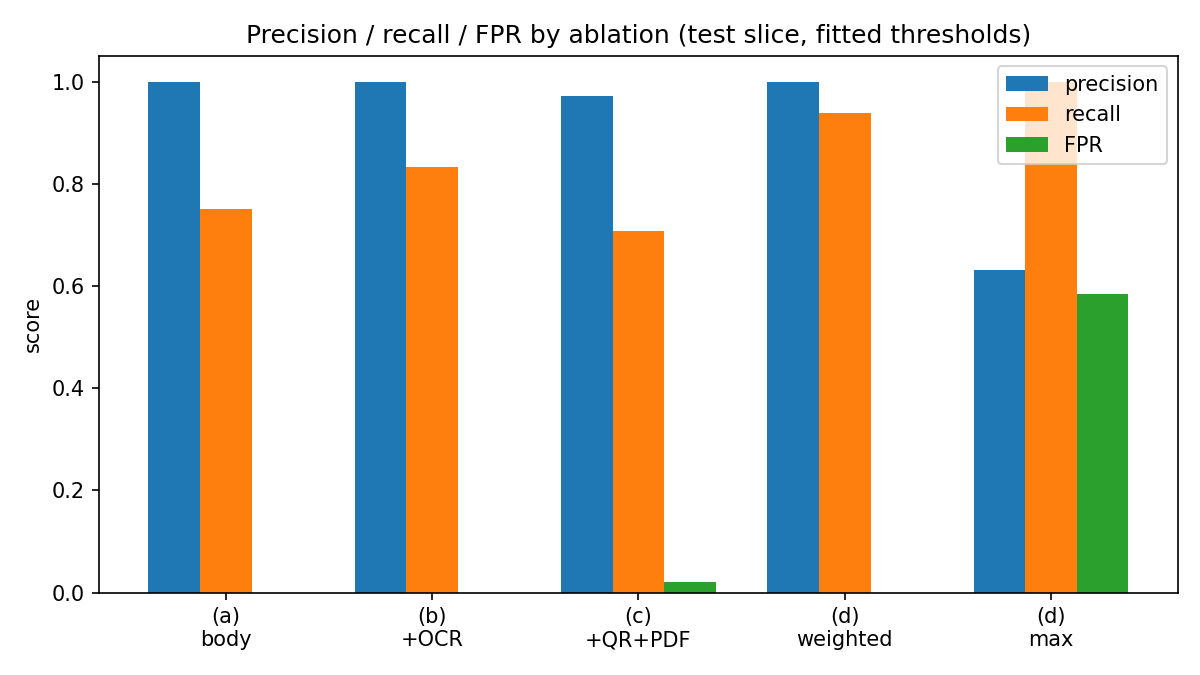 Precision / recall / FPR by ablation (test slice, fitted thresholds)
precision
recall
FPR
score
1.0
0.8
0.6
0.4
0.2
0.0
(a)
body
(b)
+OCR
(c)
+QR+PDF
(d)
weighted
(d)
max